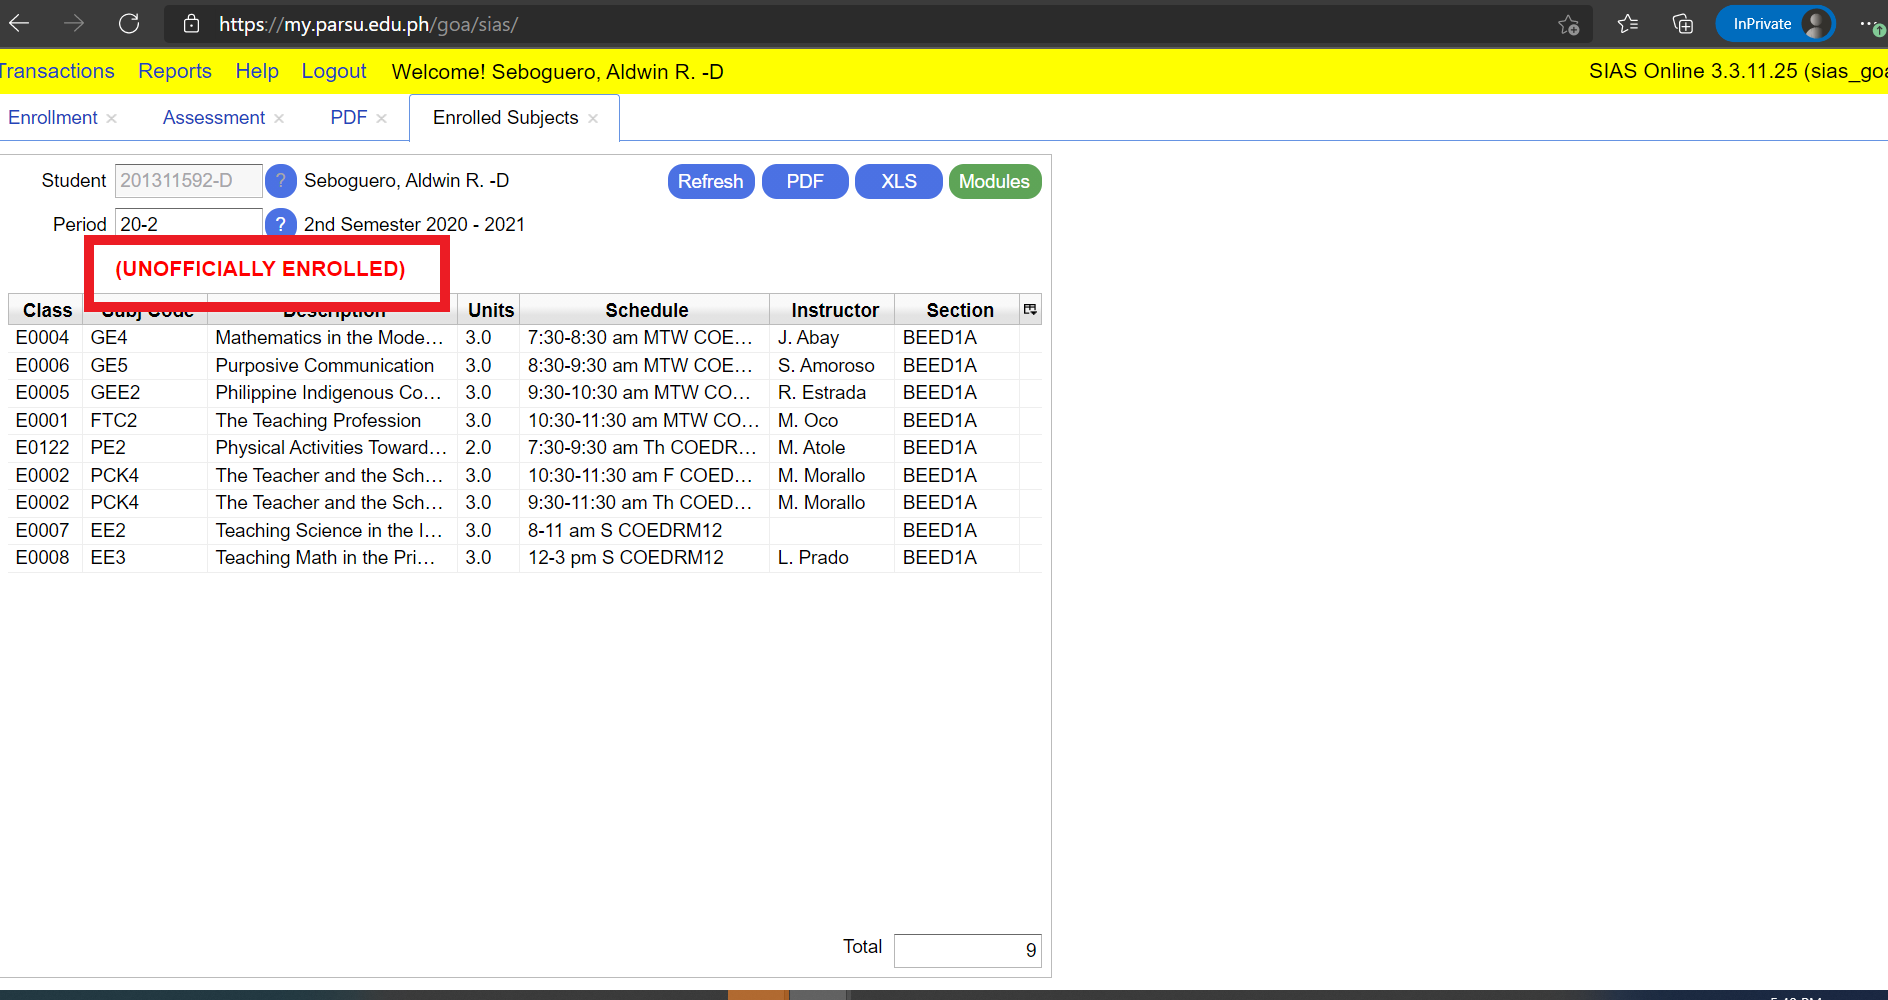 https://my.parsu.edu.ph/goa/sias/ InPrivate
Transactions Reports Help Logout Welcome! Seboguero, Aldwin R. -D SIAS Online 3.3.11.25 (sias_goa
Enrollment × Assessment × PDF × Enrolled Subjects ×
Student 201311592-D ? Seboguero, Aldwin R. -D Refresh PDF XLS Modules
Period 20-2 ? 2nd Semester 2020 - 2021
(UNOFFICIALLY ENROLLED)
Class Subj Code Description Units Schedule Instructor Section
E0004 GE4 Mathematics in the Mode... 3.0 7:30-8:30 am MTW COE... J. Abay BEED1A
E0006 GE5 Purposive Communication 3.0 8:30-9:30 am MTW COE... S. Amoroso BEED1A
E0005 GEE2 Philippine Indigenous Co... 3.0 9:30-10:30 am MTW CO... R. Estrada BEED1A
E0001 FTC2 The Teaching Profession 3.0 10:30-11:30 am MTW CO... M. Oco BEED1A
E0122 PE2 Physical Activities Toward... 2.0 7:30-9:30 am Th COEDR... M. Atole BEED1A
E0002 PCK4 The Teacher and the Sch... 3.0 10:30-11:30 am F COED... M. Morallo BEED1A
E0002 PCK4 The Teacher and the Sch... 3.0 9:30-11:30 am Th COED... M. Morallo BEED1A
E0007 EE2 Teaching Science in the I... 3.0 8-11 am S COEDRM12 BEED1A
E0008 EE3 Teaching Math in the Pri... 3.0 12-3 pm S COEDRM12 L. Prado BEED1A
Total 9